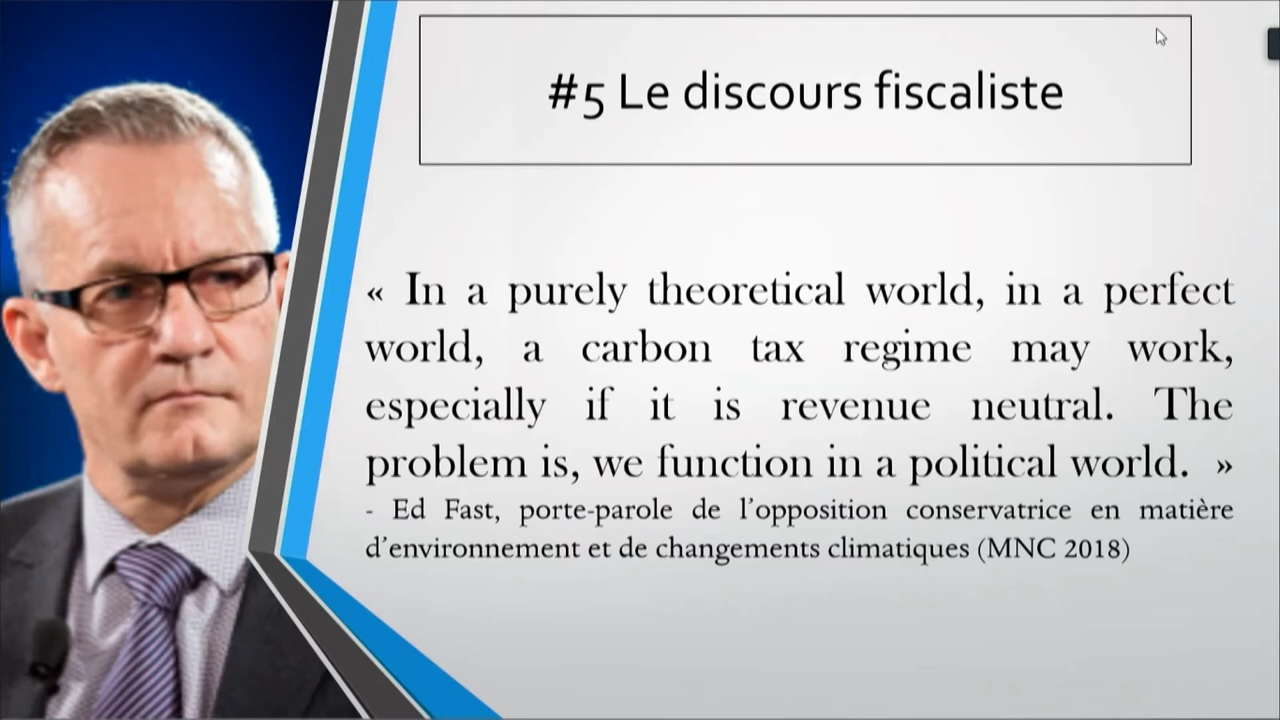 #5 Le discours fiscaliste
« In a purely theoretical world, in a perfect
world, a carbon tax regime may work,
especially if it is revenue neutral. The
problem is, we function in a political world. »
- Ed Fast, porte-parole de l’opposition conservatrice en matière
d’environnement et de changements climatiques (MNC 2018)